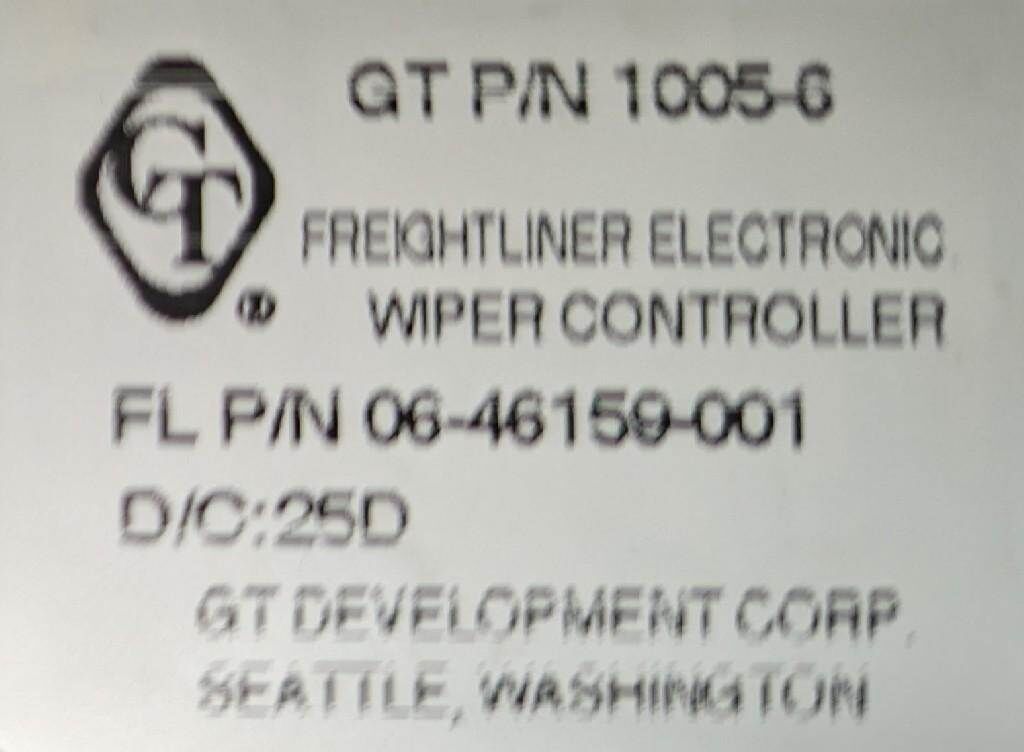 GT P/N 1005-6
GT
®
FREIGHTLINER ELECTRONIC
WIPER CONTROLLER
FL P/N 06-46159-001
D/C:25D
GT DEVELOPMENT CORP.
SEATTLE, WASHINGTON